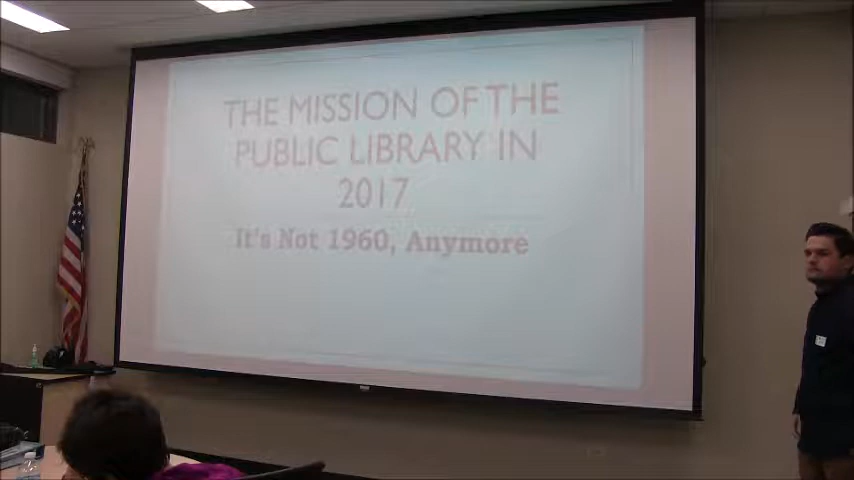 THE MISSION OF THE
PUBLIC LIBRARY IN
2017
It's Not 1960, Anymore